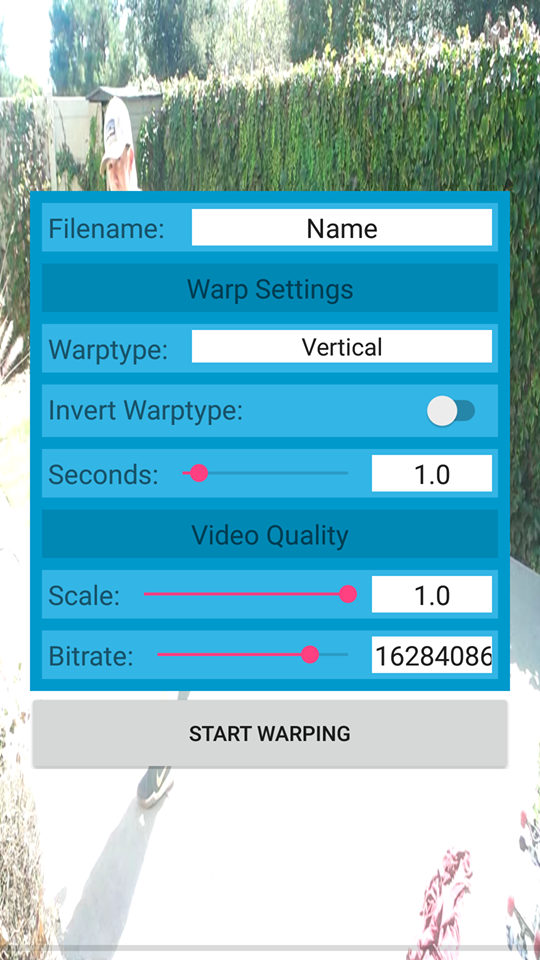 Filename: Name
Warp Settings
Warptype: Vertical
Invert Warptype:
Seconds: 1.0
Video Quality
Scale: 1.0
Bitrate: 16284086
START WARPING